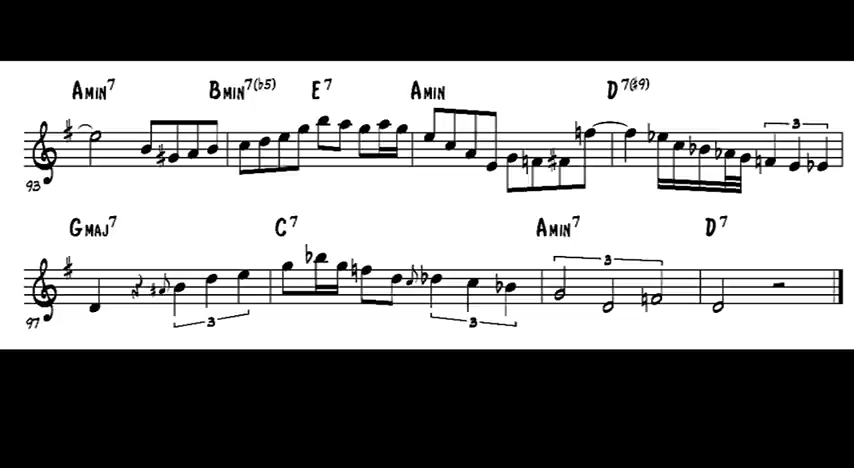 AMIN7 BMIN7(b5) E7 AMIN D7(#9)
3
93
GMAJ7 C7 AMIN7 D7
3
97 3 3